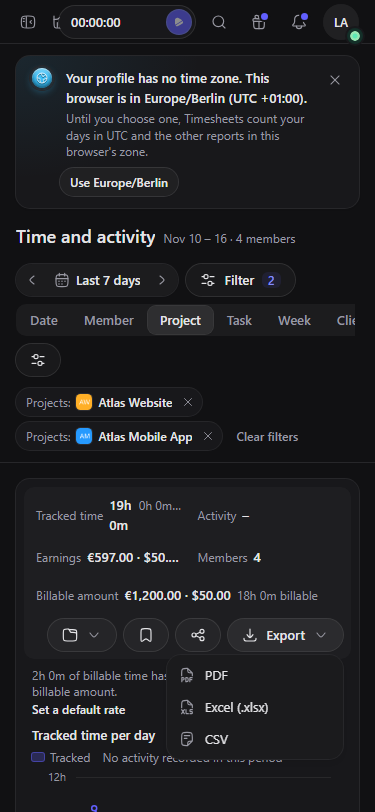 00:00:00
LA
Your profile has no time zone. This
browser is in Europe/Berlin (UTC +01:00).
Until you choose one, Timesheets count your
days in UTC and the other reports in this
browser's zone.
Use Europe/Berlin
Time and activity Nov 10 – 16 · 4 members
Last 7 days
Filter 2
Date Member Project Task Week Clie
Projects: AW Atlas Website
Projects: AM Atlas Mobile App Clear filters
Tracked time 19h 0m 0h 0m... Activity –
Earnings €597.00 · $50.... Members 4
Billable amount €1,200.00 · $50.00 18h 0m billable
Export
2h 0m of billable time has
billable amount.
Set a default rate
PDF PDF
XLS Excel (.xlsx)
CSV
Tracked time per day
Tracked No activity recorded in this period
12h